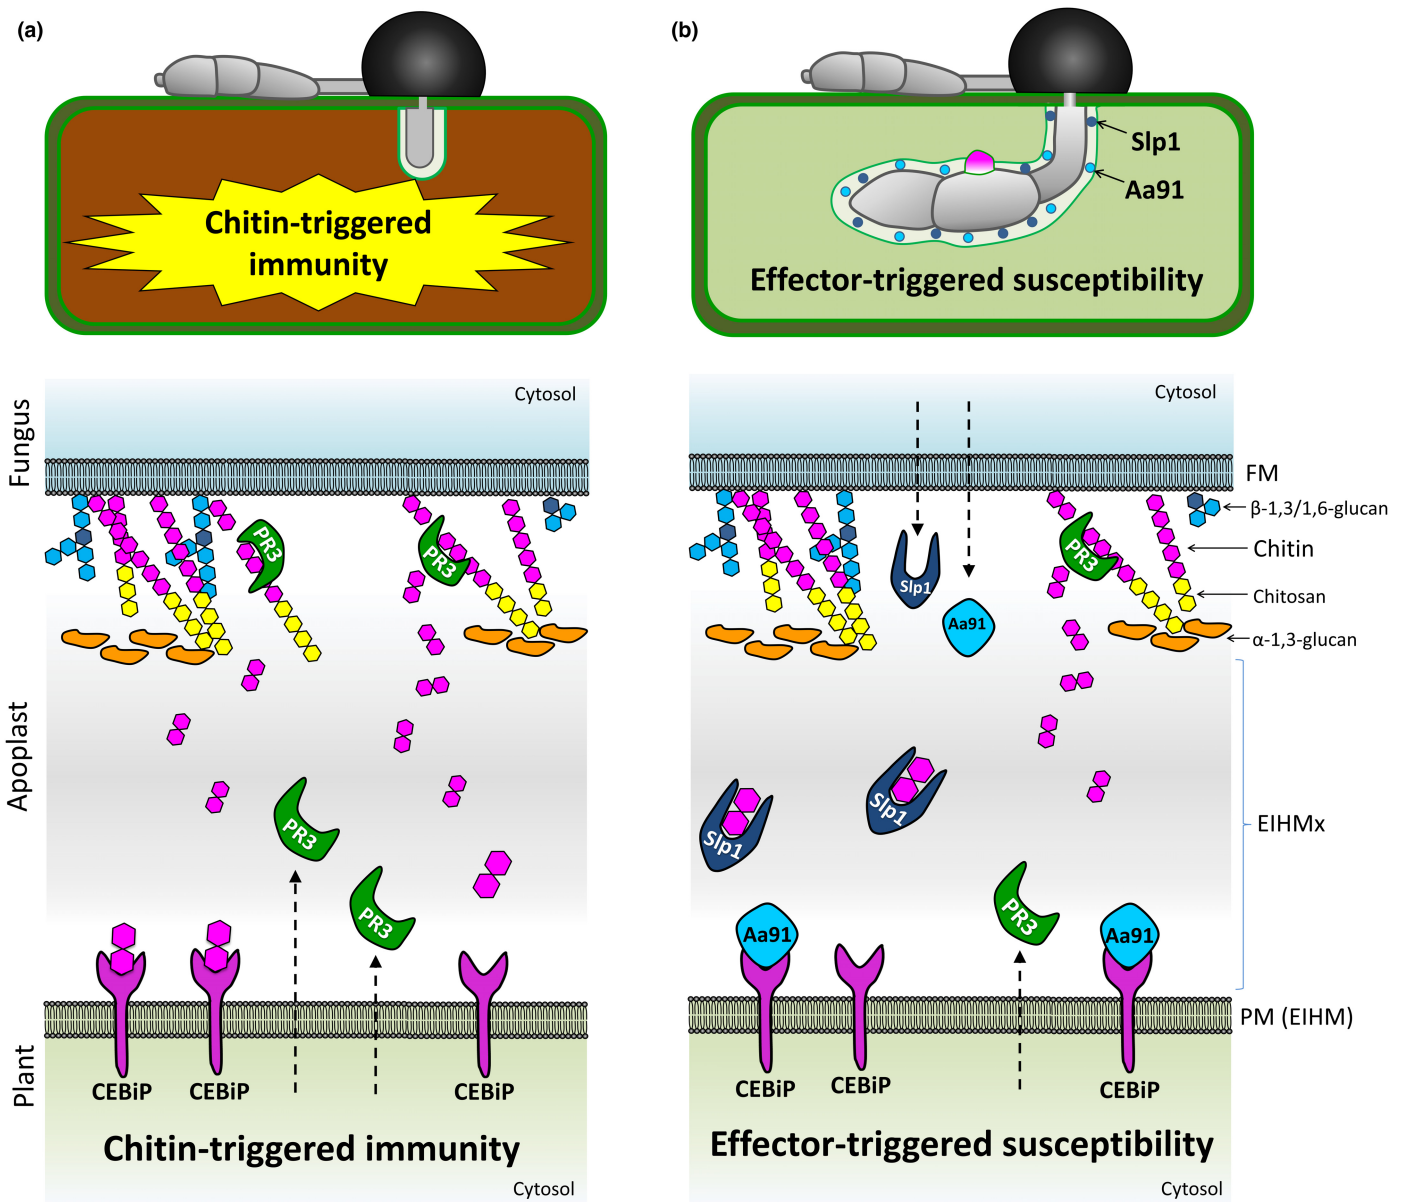 (a)
Chitin-triggered
immunity
(b)
Slp1
Aa91
Effector-triggered susceptibility
Fungus
Apoplast
Plant
Cytosol
PR3
PR3
PR3
PR3
CEBiP
CEBiP
CEBiP
Chitin-triggered immunity
Cytosol
Cytosol
FM
β-1,3/1,6-glucan
Chitin
Chitosan
α-1,3-glucan
Slp1
PR3
Aa91
Slp1
Slp1
EIHMx
PR3
Aa91
Aa91
PM (EIHM)
CEBiP
CEBiP
CEBiP
Effector-triggered susceptibility
Cytosol